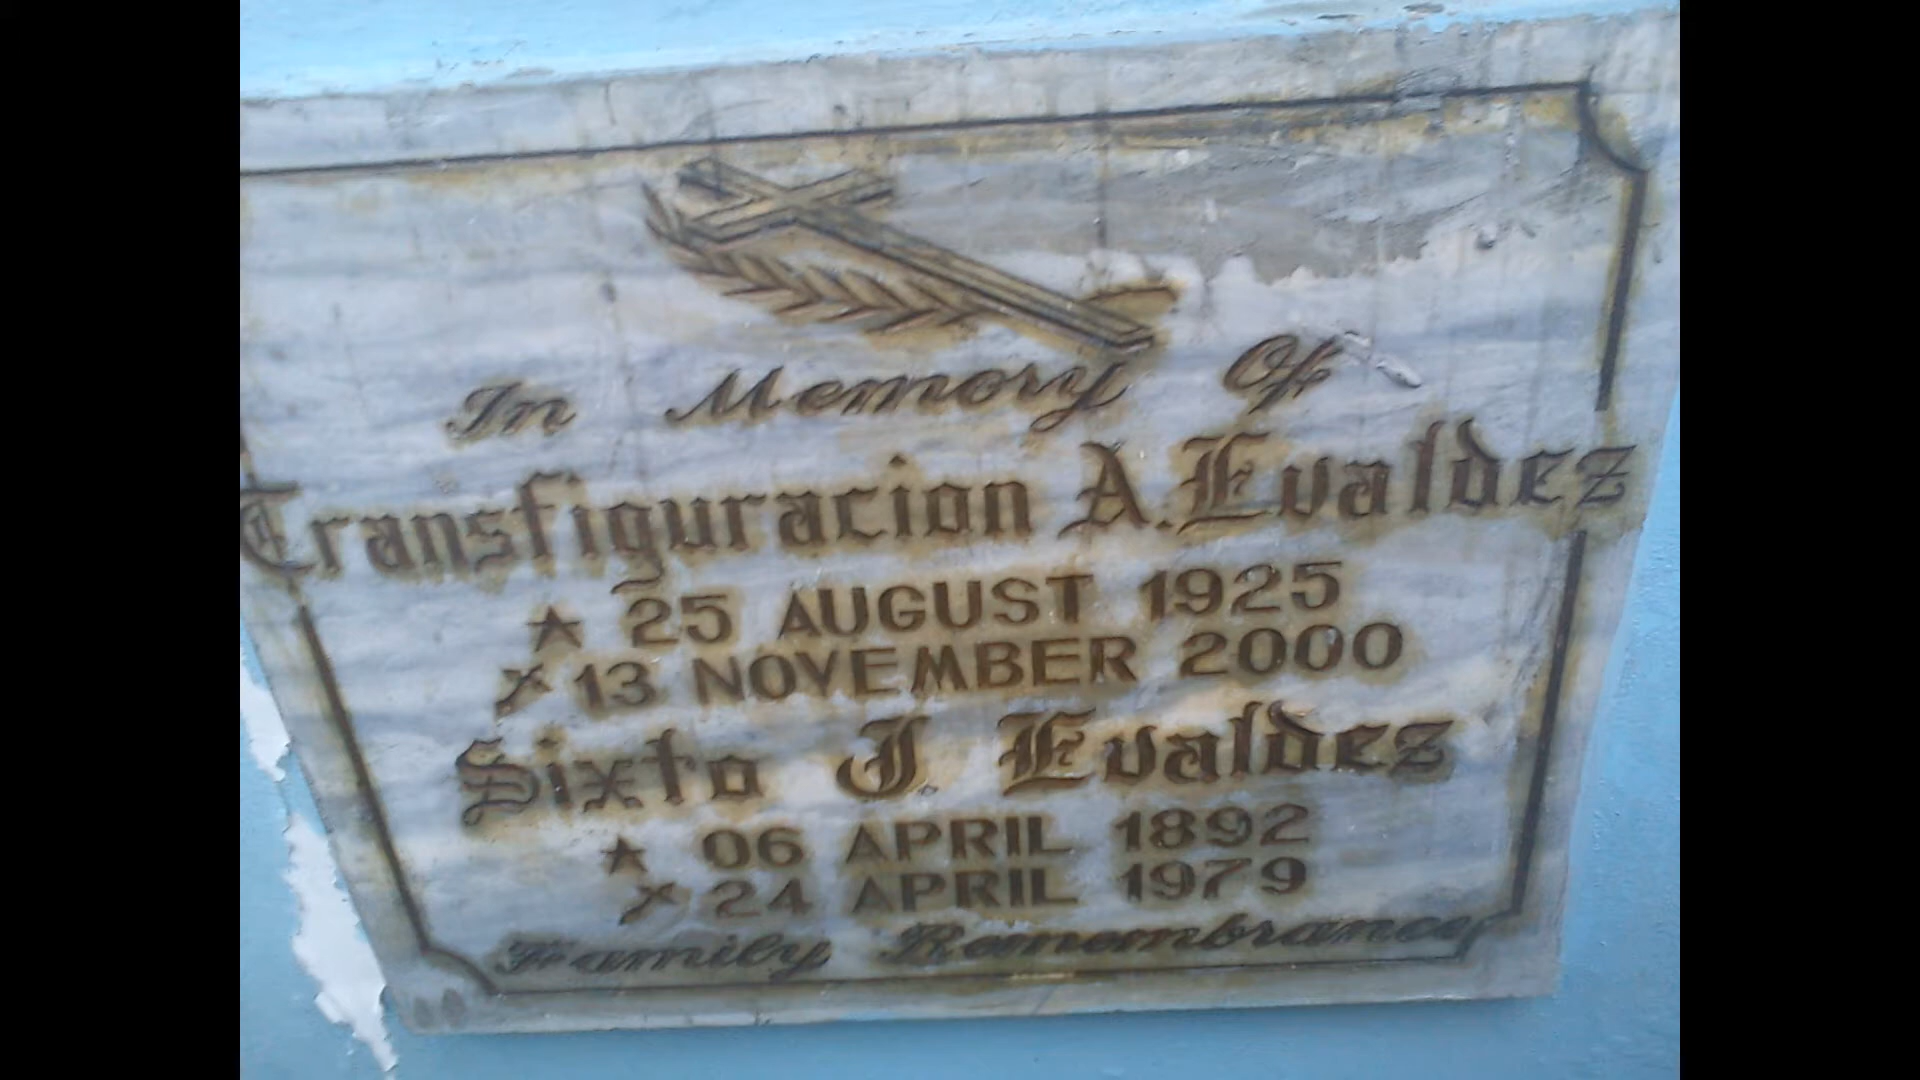 In Memory Of
Transfiguracion A. Evaldez
★ 25 AUGUST 1925
✝ 13 NOVEMBER 2000
Sixto J. Evaldez
★ 06 APRIL 1892
✝ 24 APRIL 1979
Family Remembrance